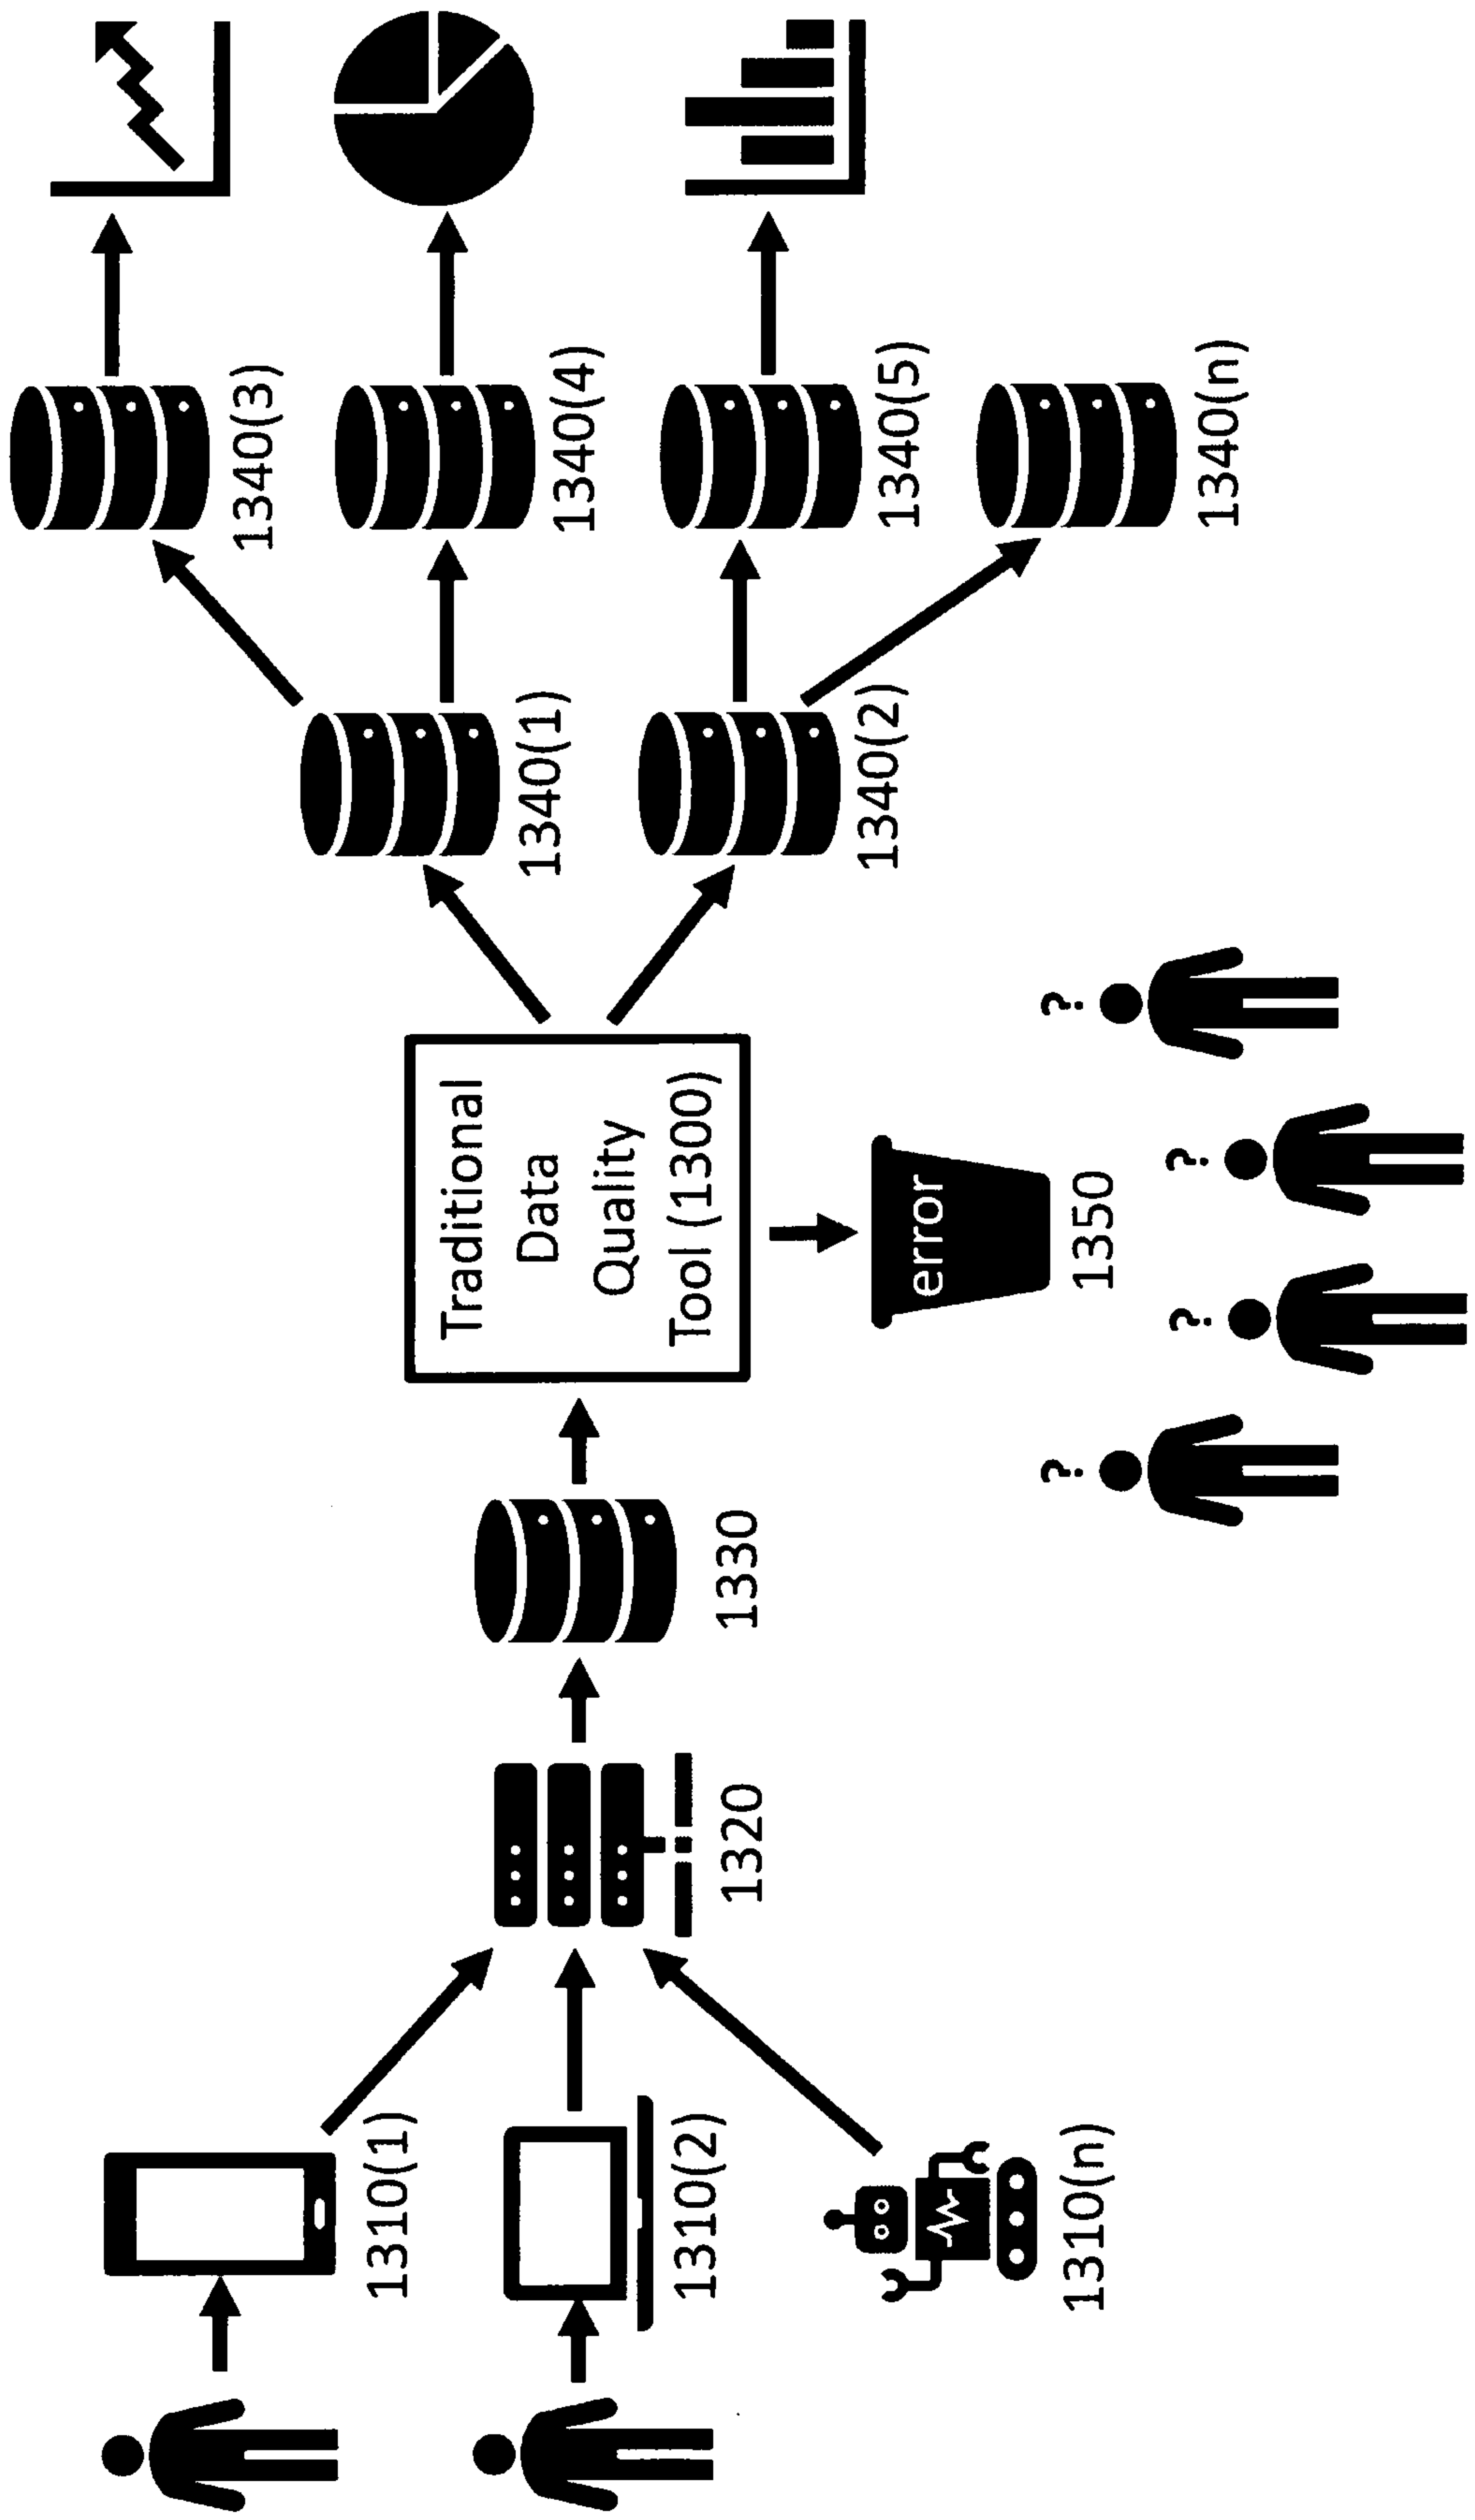 1310(1)
1310(2)
1310(n)
1320
1330
Traditional
Data
Quality
Tool (1300)
error
1350
?
?
?
?
1340(1)
1340(2)
1340(3)
1340(4)
1340(5)
1340(n)